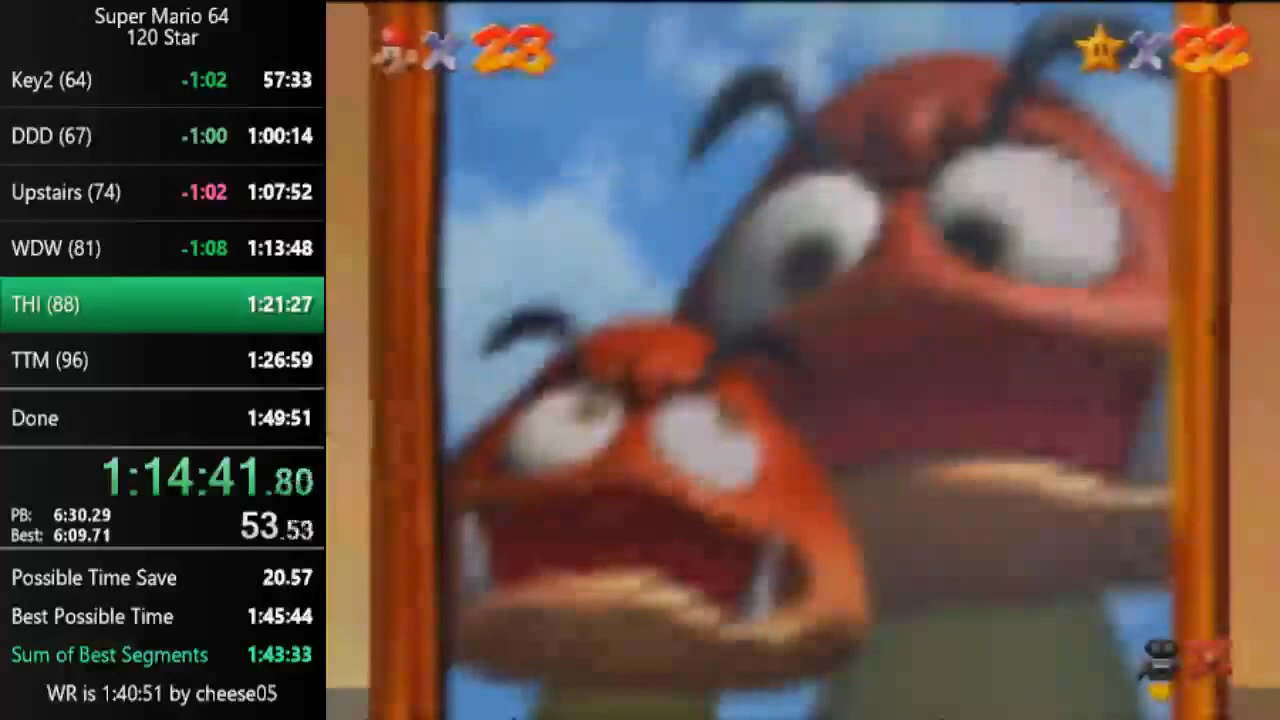 Super Mario 64
120 Star
Key2 (64) -1:02 57:33
DDD (67) -1:00 1:00:14
Upstairs (74) -1:02 1:07:52
WDW (81) -1:08 1:13:48
THI (88) 1:21:27
TTM (96) 1:26:59
Done 1:49:51
1:14:41.80
PB: 6:30.29
Best: 6:09.71
53.53
Possible Time Save 20.57
Best Possible Time 1:45:44
Sum of Best Segments 1:43:33
WR is 1:40:51 by cheese05
x 28
x 82